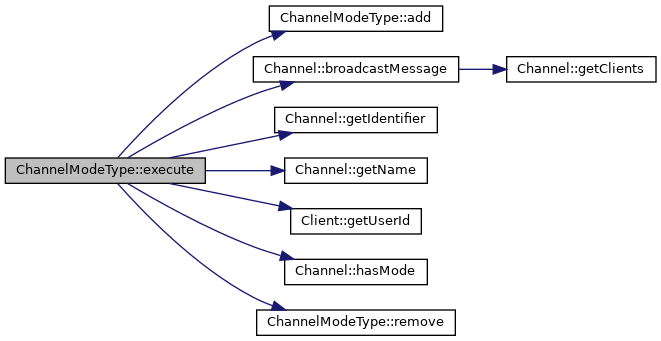 ChannelModeType::add
Channel::broadcastMessage
Channel::getClients
Channel::getIdentifier
ChannelModeType::execute
Channel::getName
Client::getUserId
Channel::hasMode
ChannelModeType::remove